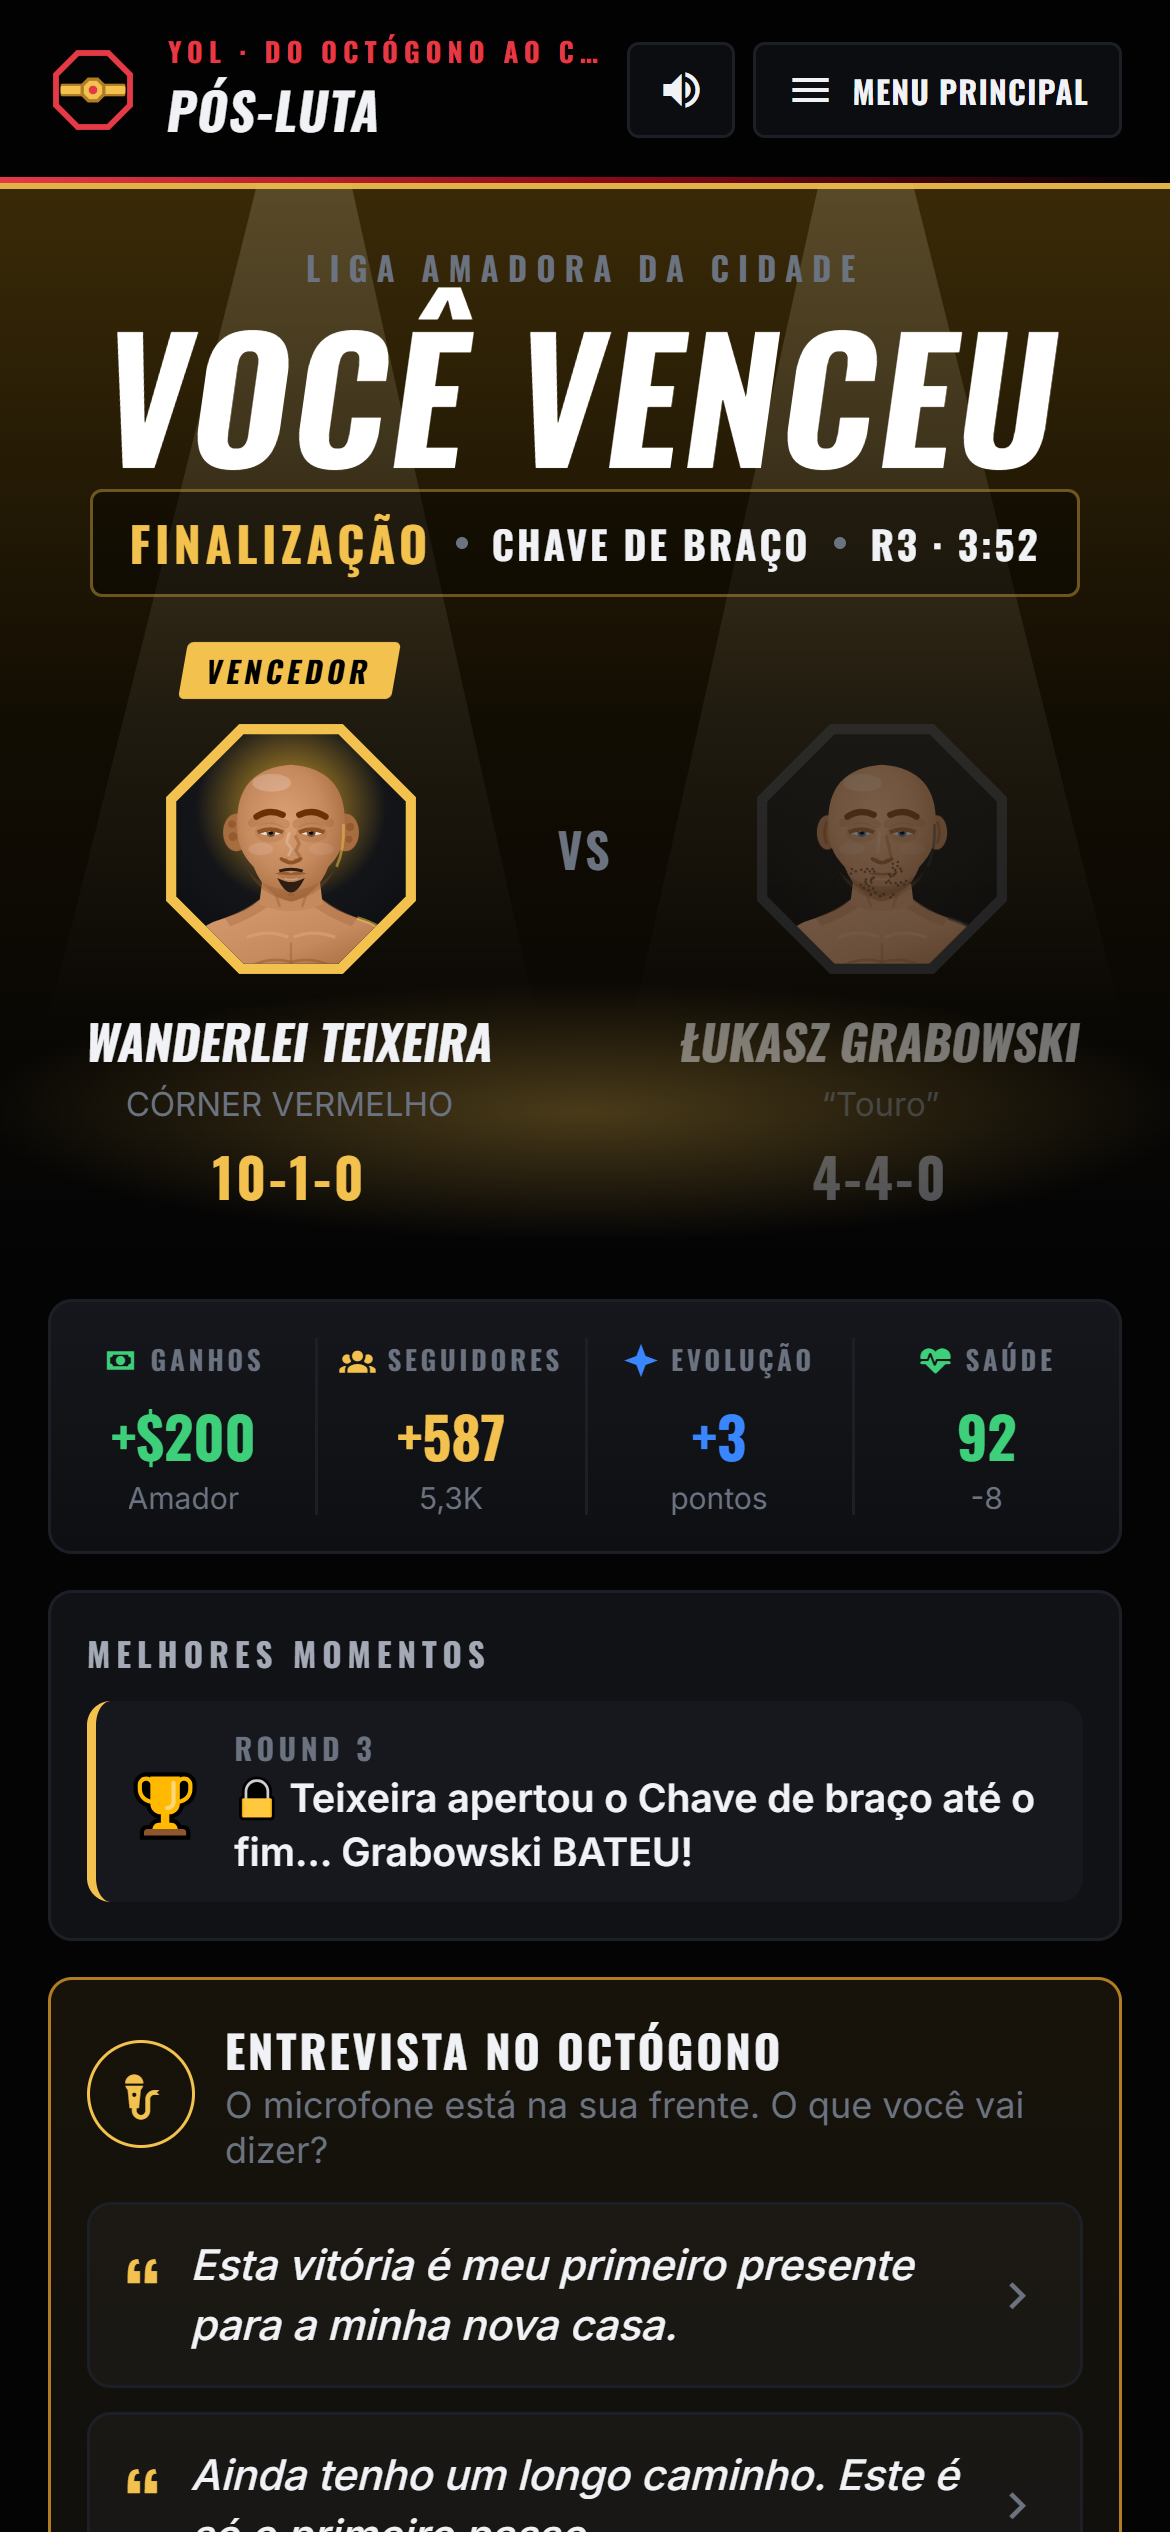 YOL · DO OCTÓGONO AO C…
PÓS-LUTA
MENU PRINCIPAL
LIGA AMADORA DA CIDADE
VOCÊ VENCEU
FINALIZAÇÃO • CHAVE DE BRAÇO • R3 · 3:52
VENCEDOR
VS
WANDERLEI TEIXEIRA
ŁUKASZ GRABOWSKI
CÓRNER VERMELHO
“Touro”
10-1-0
4-4-0
GANHOS
SEGUIDORES
EVOLUÇÃO
SAÚDE
+$200
+587
+3
92
Amador
5,3K
pontos
-8
MELHORES MOMENTOS
ROUND 3
🔒 Teixeira apertou o Chave de braço até o
fim... Grabowski BATEU!
ENTREVISTA NO OCTÓGONO
O microfone está na sua frente. O que você vai
dizer?
Esta vitória é meu primeiro presente
para a minha nova casa.
Ainda tenho um longo caminho. Este é
só o primeiro passo.